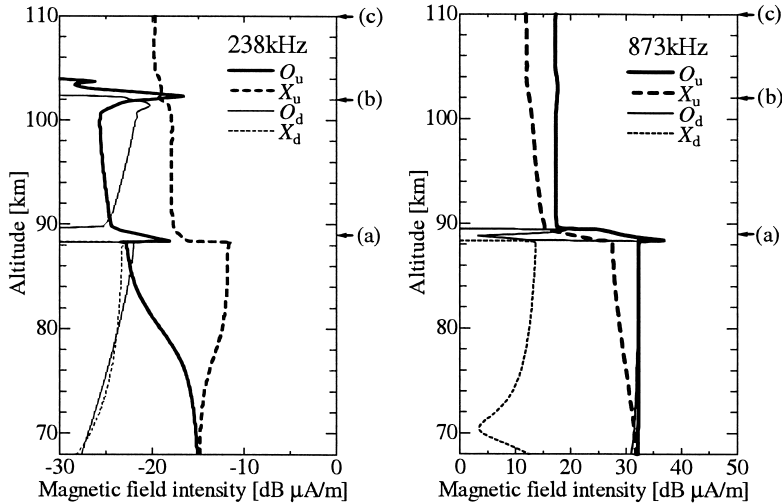 110
100
90
80
70
Altitude [km]
238kHz
Ou
Xu
Od
Xd
(c)
(b)
(a)
-30
-20
-10
0
Magnetic field intensity [dB μA/m]
110
100
90
80
70
Altitude [km]
873kHz
Ou
Xu
Od
Xd
(c)
(b)
(a)
0
10
20
30
40
50
Magnetic field intensity [dB μA/m]